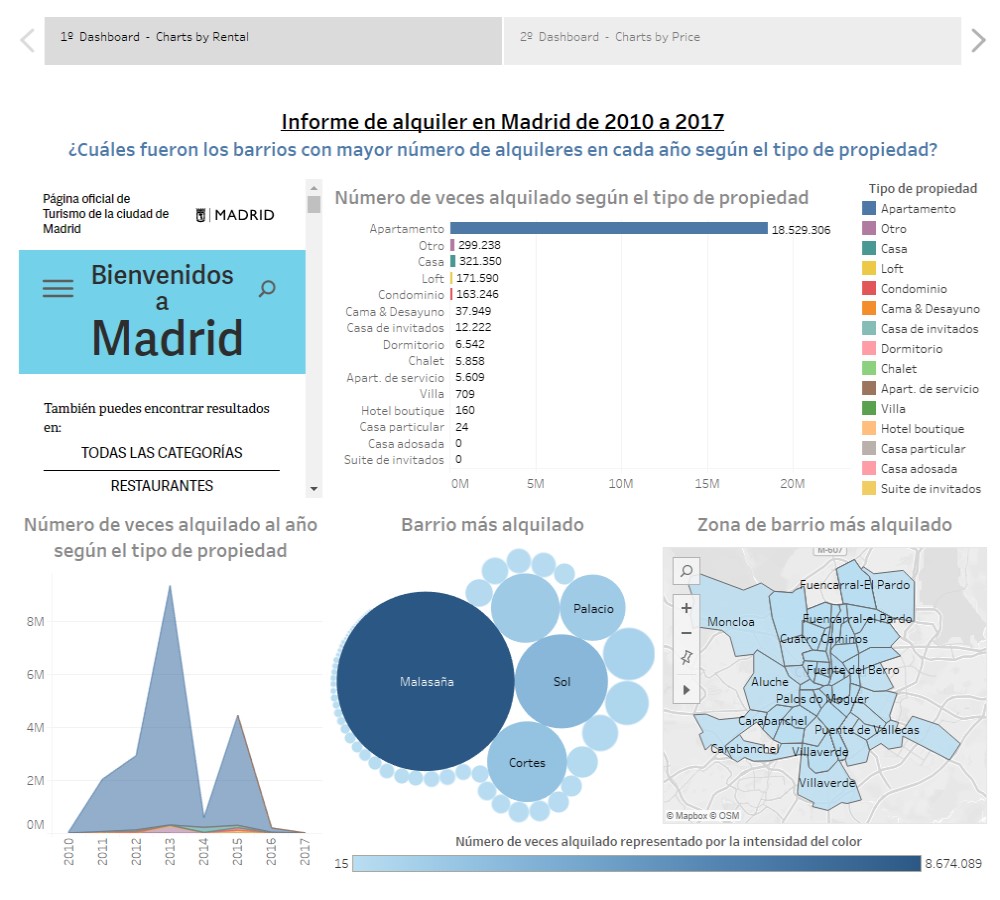 1º Dashboard - Charts by Rental
2º Dashboard - Charts by Price
Informe de alquiler en Madrid de 2010 a 2017
¿Cuáles fueron los barrios con mayor número de alquileres en cada año según el tipo de propiedad?
Página oficial de
Turismo de la ciudad de
Madrid
MADRID
Bienvenidos
a
Madrid
También puedes encontrar resultados
en:
TODAS LAS CATEGORÍAS
RESTAURANTES
Número de veces alquilado según el tipo de propiedad
Apartamento 18.529.306
Otro 299.238
Casa 321.350
Loft 171.590
Condominio 163.246
Cama & Desayuno 37.949
Casa de invitados 12.222
Dormitorio 6.542
Chalet 5.858
Apart. de servicio 5.609
Villa 709
Hotel boutique 160
Casa particular 24
Casa adosada 0
Suite de invitados 0
0M 5M 10M 15M 20M
Tipo de propiedad
Apartamento
Otro
Casa
Loft
Condominio
Cama & Desayuno
Casa de invitados
Dormitorio
Chalet
Apart. de servicio
Villa
Hotel boutique
Casa particular
Casa adosada
Suite de invitados
Número de veces alquilado al año
según el tipo de propiedad
8M
6M
4M
2M
0M
2010 2011 2012 2013 2014 2015 2016 2017
Barrio más alquilado
Palacio
Malasaña
Sol
Cortes
Zona de barrio más alquilado
M-607
Fuencarral-El Pardo
Moncloa
Fuencarral-el Pardo
Cuatro Caminos
Fuente del Berro
Aluche
Palos do Moguer
Carabanchel
Puente de Vallecas
Carabanchel
Villaverde
Villaverde
© Mapbox © OSM
Número de veces alquilado representado por la intensidad del color
15 8.674.089